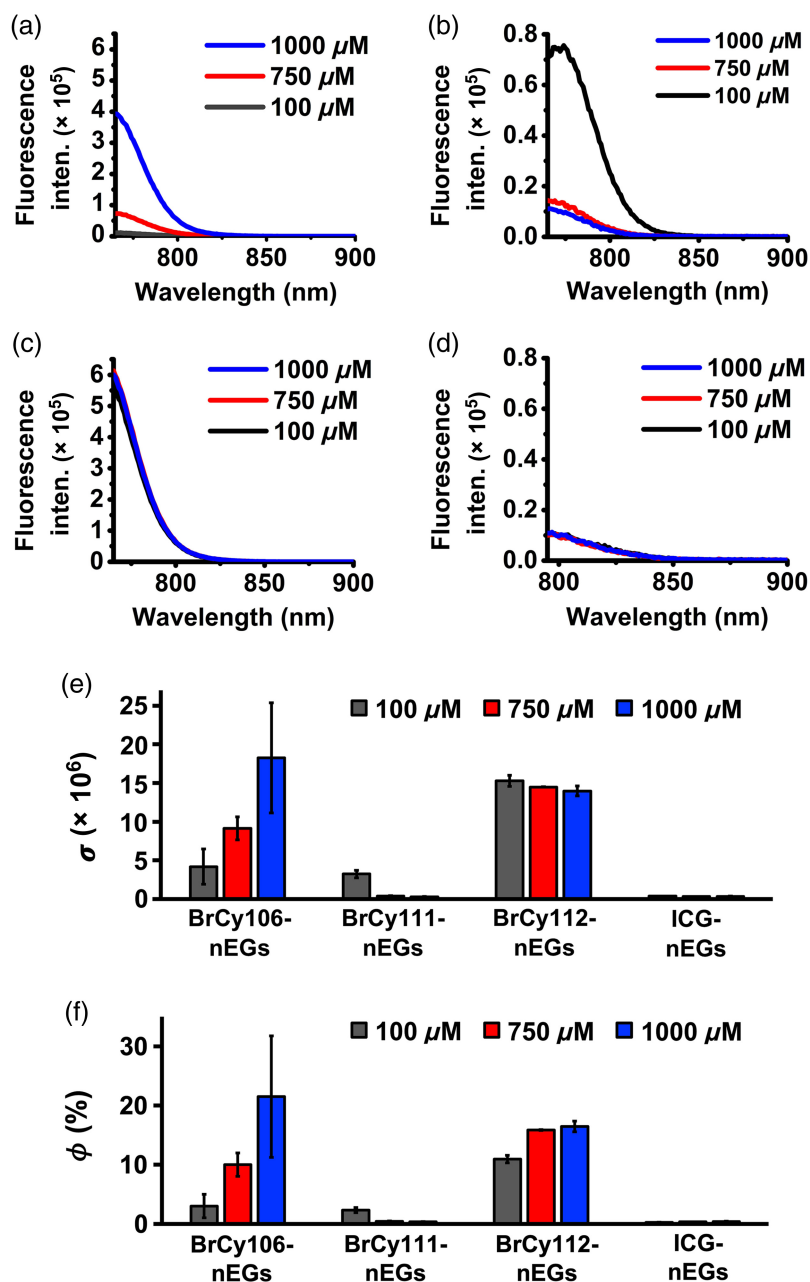 (a)
Fluorescence
inten. (× 10⁵)
6
5
4
3
2
1
0
1000 µM
750 µM
100 µM
800
850
900
Wavelength (nm)
(b)
Fluorescence
inten. (× 10⁵)
0.8
0.6
0.4
0.2
0.0
1000 µM
750 µM
100 µM
800
850
900
Wavelength (nm)
(c)
Fluorescence
inten. (× 10⁵)
6
5
4
3
2
1
0
1000 µM
750 µM
100 µM
800
850
900
Wavelength (nm)
(d)
Fluorescence
inten. (× 10⁵)
0.8
0.6
0.4
0.2
0.0
1000 µM
750 µM
100 µM
800
850
900
Wavelength (nm)
(e)
σ (× 10⁶)
25
20
15
10
5
0
100 µM 750 µM 1000 µM
BrCy106-
nEGs
BrCy111-
nEGs
BrCy112-
nEGs
ICG-
nEGs
(f)
ϕ (%)
30
20
10
0
100 µM 750 µM 1000 µM
BrCy106-
nEGs
BrCy111-
nEGs
BrCy112-
nEGs
ICG-
nEGs